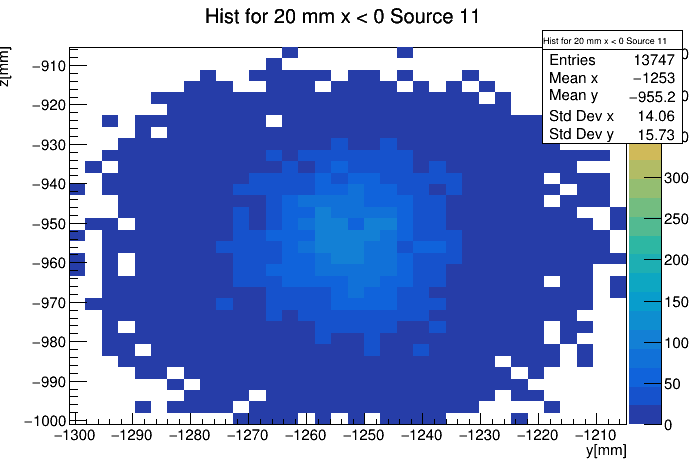 Hist for 20 mm x < 0 Source 11
z[mm]
Hist for 20 mm x < 0 Source 11
Entries 13747
Mean x −1253
Mean y −955.2
Std Dev x 14.06
Std Dev y 15.73
−910
−920
−930
−940
−950
−960
−970
−980
−990
−1000
−1300 −1290 −1280 −1270 −1260 −1250 −1240 −1230 −1220 −1210
y[mm]
300
250
200
150
100
50
0